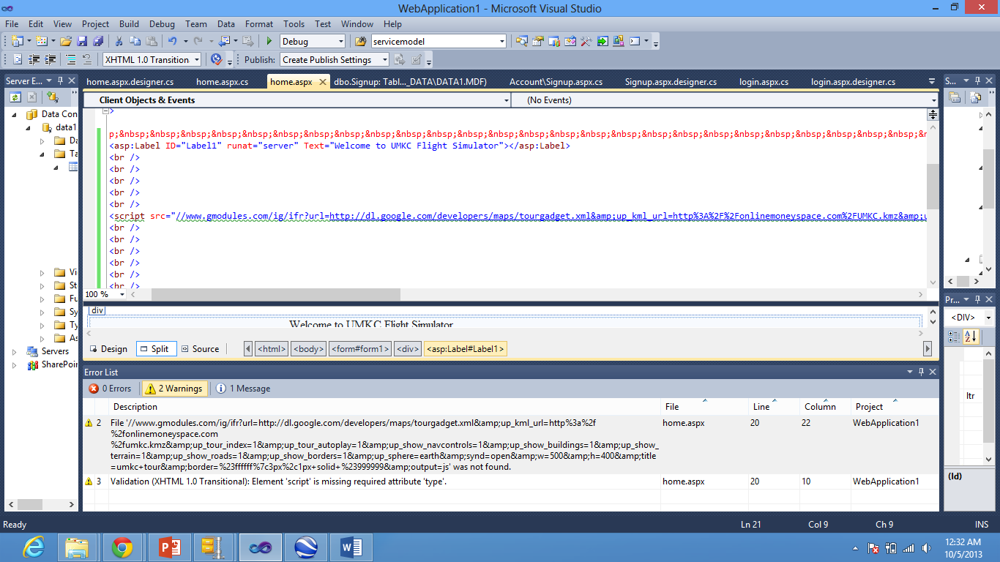 WebApplication1 - Microsoft Visual Studio
File Edit View Project Build Debug Team Data Format Tools Test Window Help
Debug servicemodel
XHTML 1.0 Transition Publish: Create Publish Settings
Server E... home.aspx.designer.cs home.aspx.cs home.aspx dbo.Signup: Tabl..._DATA\DATA1.MDF) Account\Signup.aspx.cs Signup.aspx.designer.cs login.aspx.cs login.aspx.designer.cs S...
Client Objects & Events (No Events)
Data Con
data1
Da
Ta
Vi
St
Fu
Sy
Ty
As
Servers
SharePoin
>
p;&nbsp;&nbsp;&nbsp;&nbsp;&nbsp;&nbsp;&nbsp;&nbsp;&nbsp;&nbsp;&nbsp;&nbsp;&nbsp;&nbsp;&nbsp;&nbsp;&nbsp;&nbsp;&nbsp;&nbsp;&nbsp;&nbsp;&nbsp;&nbsp;&nbsp;&nbsp;&n
<asp:Label ID="Label1" runat="server" Text="Welcome to UMKC Flight Simulator"></asp:Label>
<br />
<br />
<br />
<br />
<br />
<script src="//www.gmodules.com/ig/ifr?url=http://dl.google.com/developers/maps/tourgadget.xml&amp;up_kml_url=http%3A%2F%2Fonlinemoneyspace.com%2FUMKC.kmz&amp;u
<br />
<br />
<br />
<br />
<br />
<br />
100 %
div
Welcome to UMKC Flight Simulator
Design Split Source <html> <body> <form#form1> <div> <asp:Label#Label1>
Pr...
<DIV>
ltr
(Id)
Error List
0 Errors 2 Warnings 1 Message
Description File Line Column Project
2 File '//www.gmodules.com/ig/ifr?url=http://dl.google.com/developers/maps/tourgadget.xml&amp;up_kml_url=http%3a%2f home.aspx 20 22 WebApplication1
%2fonlinemoneyspace.com
%2fumkc.kmz&amp;up_tour_index=1&amp;up_tour_autoplay=1&amp;up_show_navcontrols=1&amp;up_show_buildings=1&amp;up_show_
terrain=1&amp;up_show_roads=1&amp;up_show_borders=1&amp;up_sphere=earth&amp;synd=open&amp;w=500&amp;h=400&amp;title
=umkc+tour&amp;border=%23ffffff%7c3px%2c1px+solid+%23999999&amp;output=js' was not found.
3 Validation (XHTML 1.0 Transitional): Element 'script' is missing required attribute 'type'. home.aspx 20 10 WebApplication1
Ready Ln 21 Col 9 Ch 9 INS
12:32 AM
10/5/2013